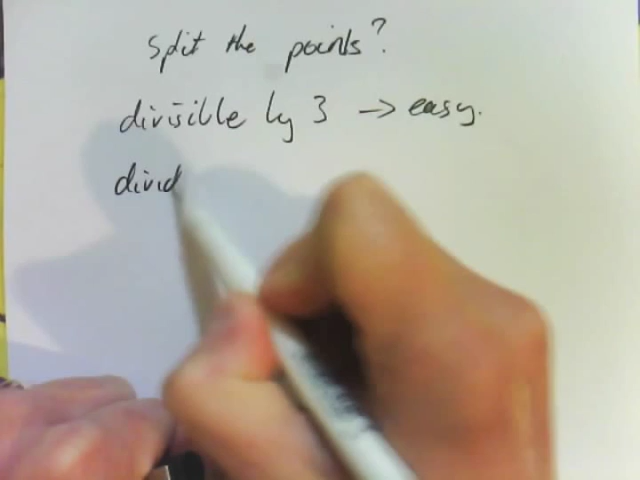 split the points?
divisible by 3 → easy.
divid